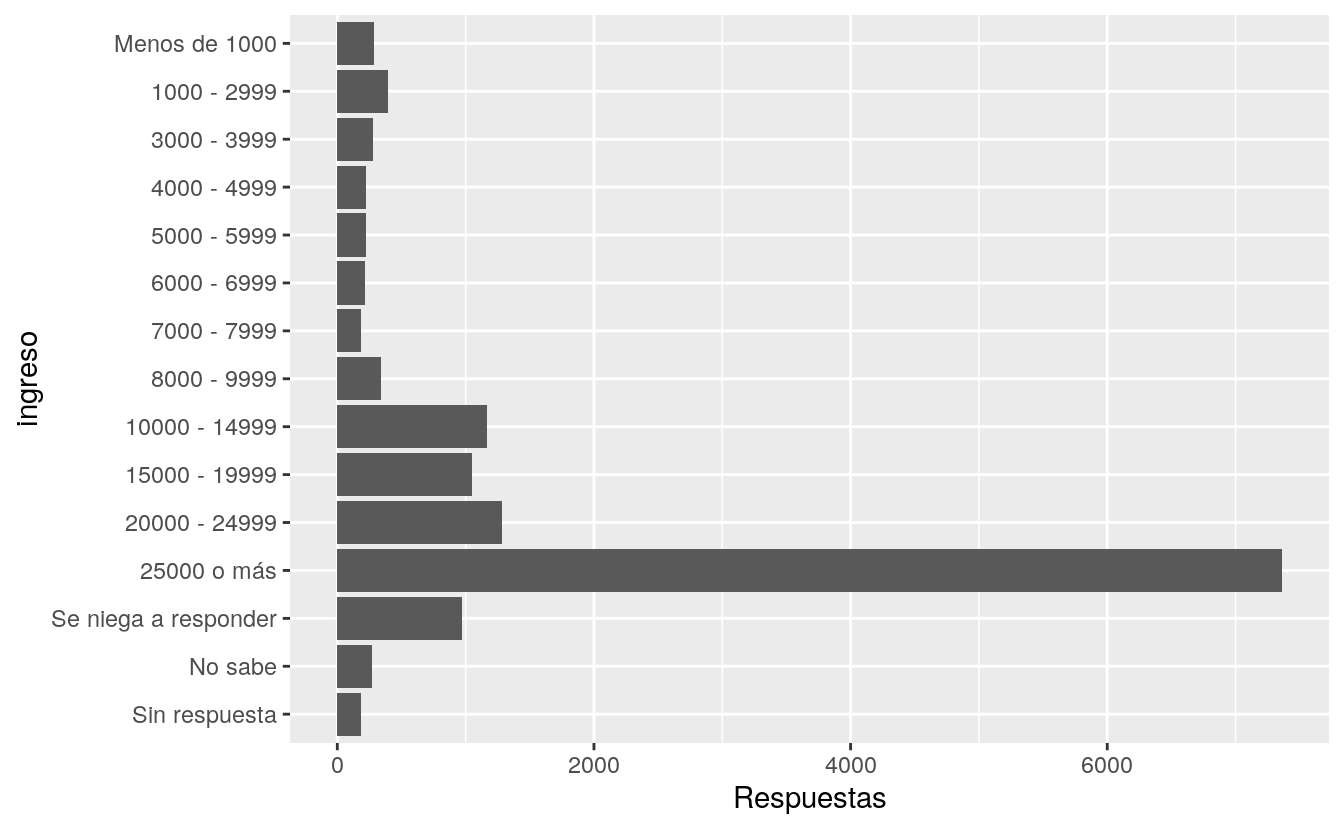 Menos de 1000
1000 - 2999
3000 - 3999
4000 - 4999
5000 - 5999
6000 - 6999
7000 - 7999
8000 - 9999
10000 - 14999
15000 - 19999
20000 - 24999
25000 o más
Se niega a responder
No sabe
Sin respuesta
ingreso
0 2000 4000 6000
Respuestas